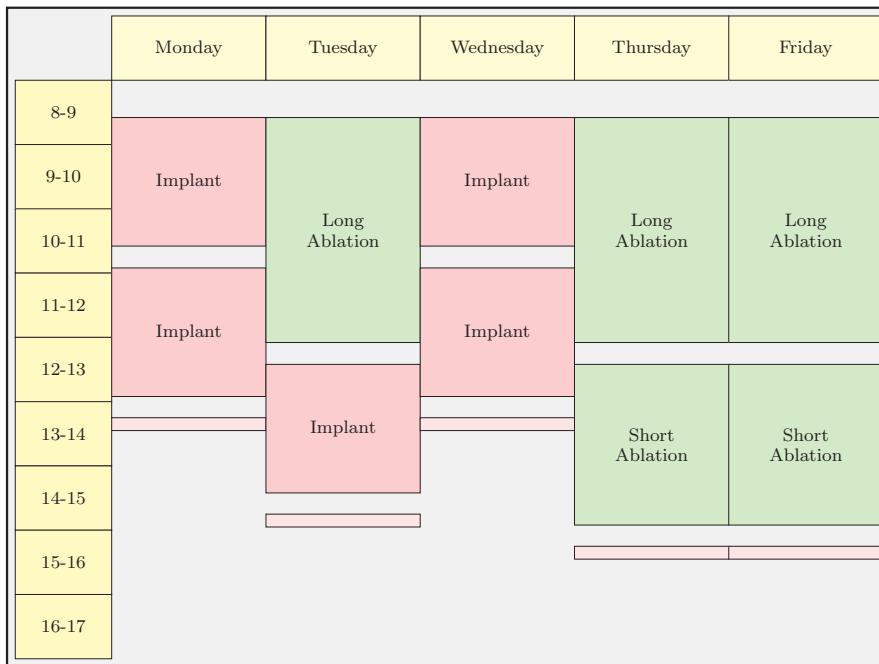 Monday
Tuesday
Wednesday
Thursday
Friday
8-9
9-10
Implant
Implant
10-11
Long
Ablation
Long
Ablation
Long
Ablation
11-12
Implant
Implant
12-13
13-14
Implant
Short
Ablation
Short
Ablation
14-15
15-16
16-17